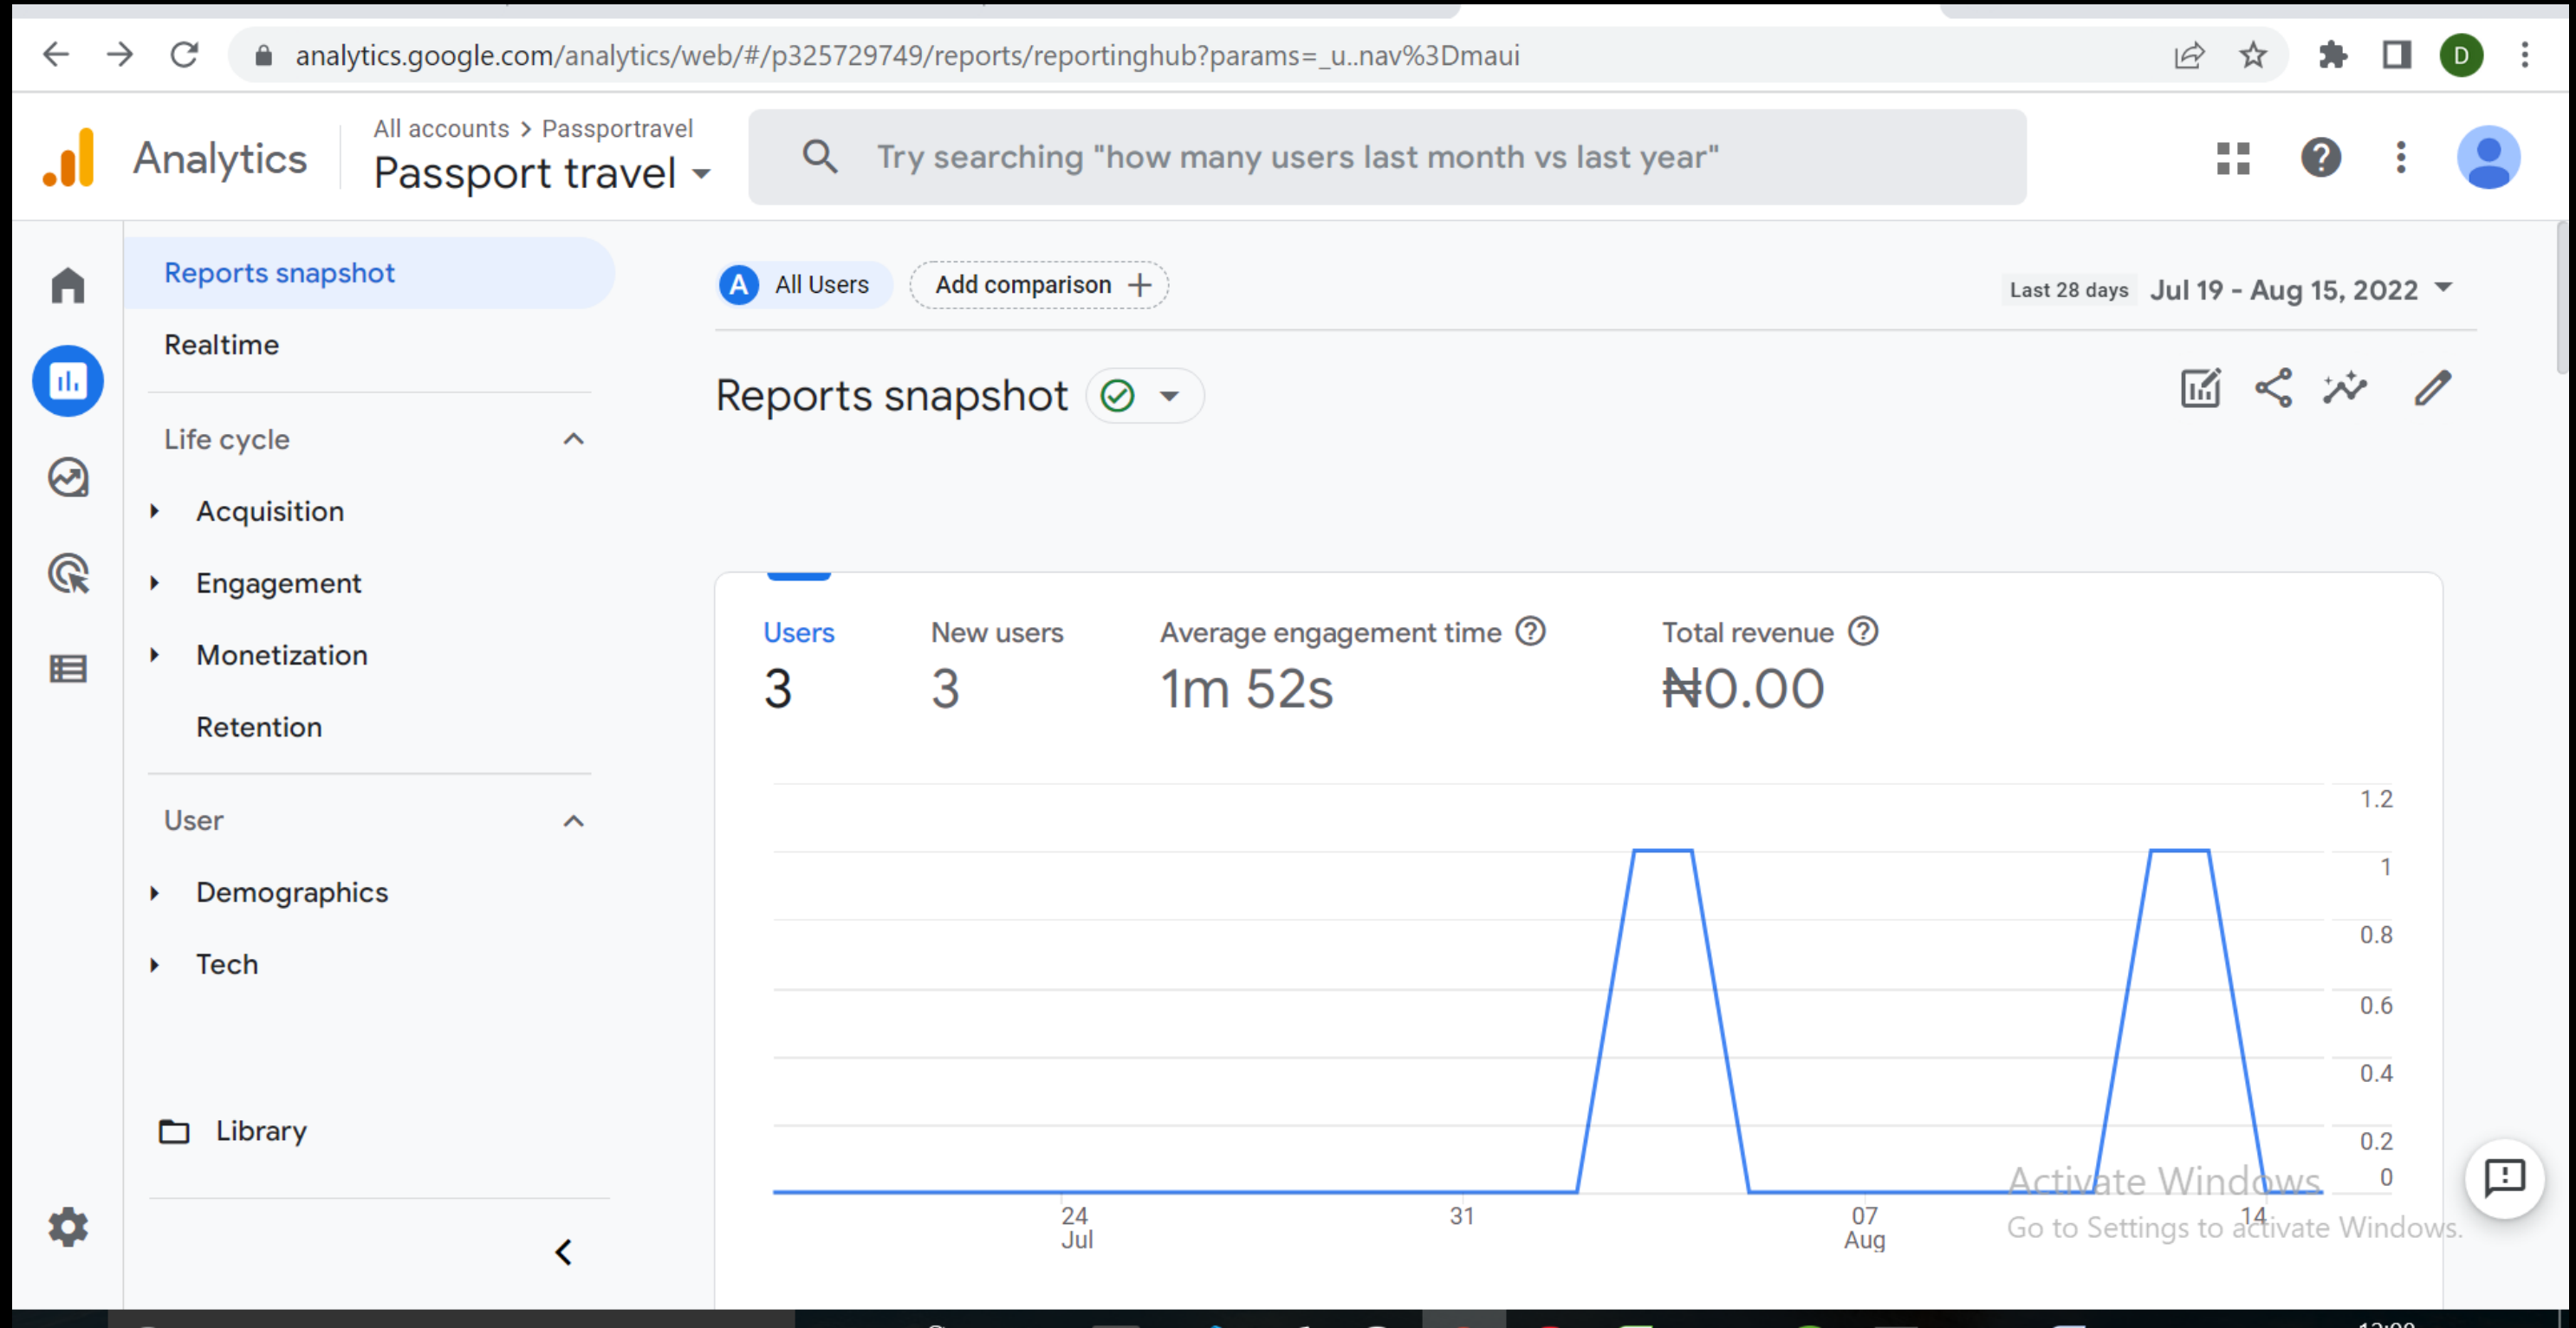 analytics.google.com/analytics/web/#/p325729749/reports/reportinghub?params=_u..nav%3Dmaui
D
Analytics
All accounts > Passportravel
Passport travel
Try searching "how many users last month vs last year"
Reports snapshot
Realtime
Life cycle
Acquisition
Engagement
Monetization
Retention
User
Demographics
Tech
Library
A All Users
Add comparison +
Last 28 days Jul 19 - Aug 15, 2022
Reports snapshot
Users
3
New users
3
Average engagement time
1m 52s
Total revenue
₦0.00
1.2
1
0.8
0.6
0.4
0.2
0
24
Jul
31
07
Aug
14
Activate Windows
Go to Settings to activate Windows.